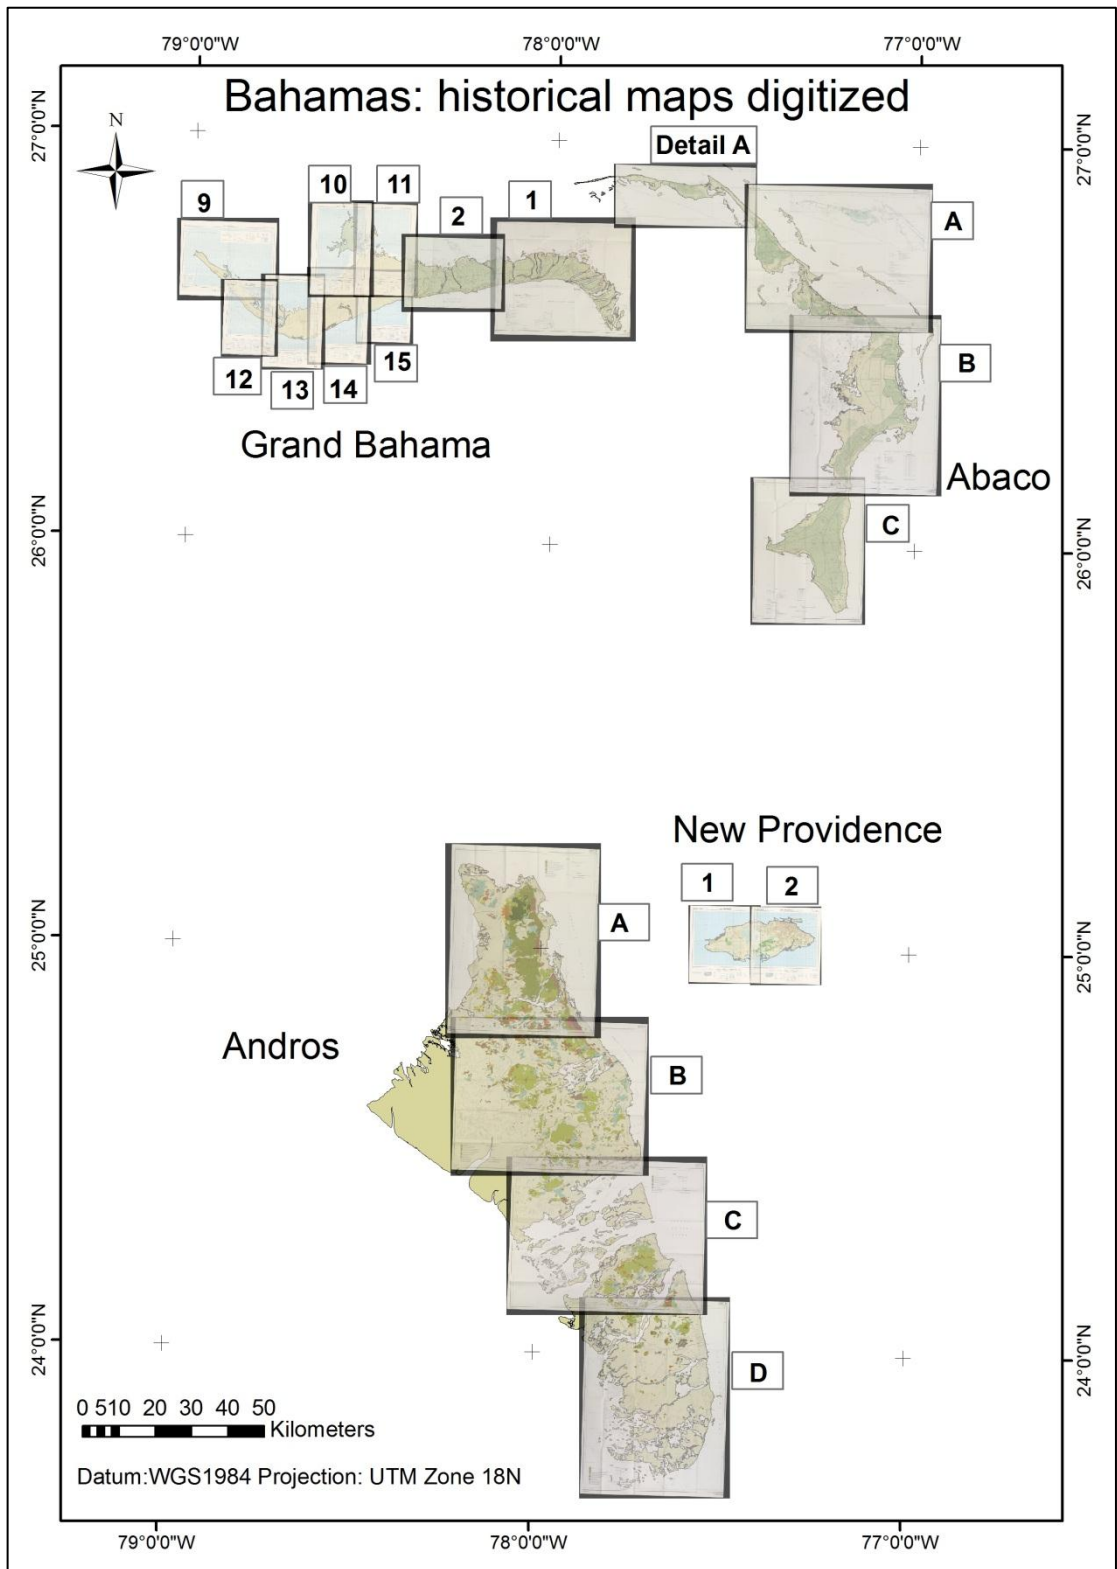 79°0'0"W
78°0'0"W
77°0'0"W
Bahamas: historical maps digitized
N
27°0'0"N
27°0'0"N
Detail A
9
10
11
2
1
A
B
12
13
14
15
Grand Bahama
Abaco
C
26°0'0"N
26°0'0"N
New Providence
1
2
A
25°0'0"N
25°0'0"N
Andros
B
C
24°0'0"N
24°0'0"N
D
0 5 10 20 30 40 50
Kilometers
Datum:WGS1984 Projection: UTM Zone 18N
79°0'0"W
78°0'0"W
77°0'0"W